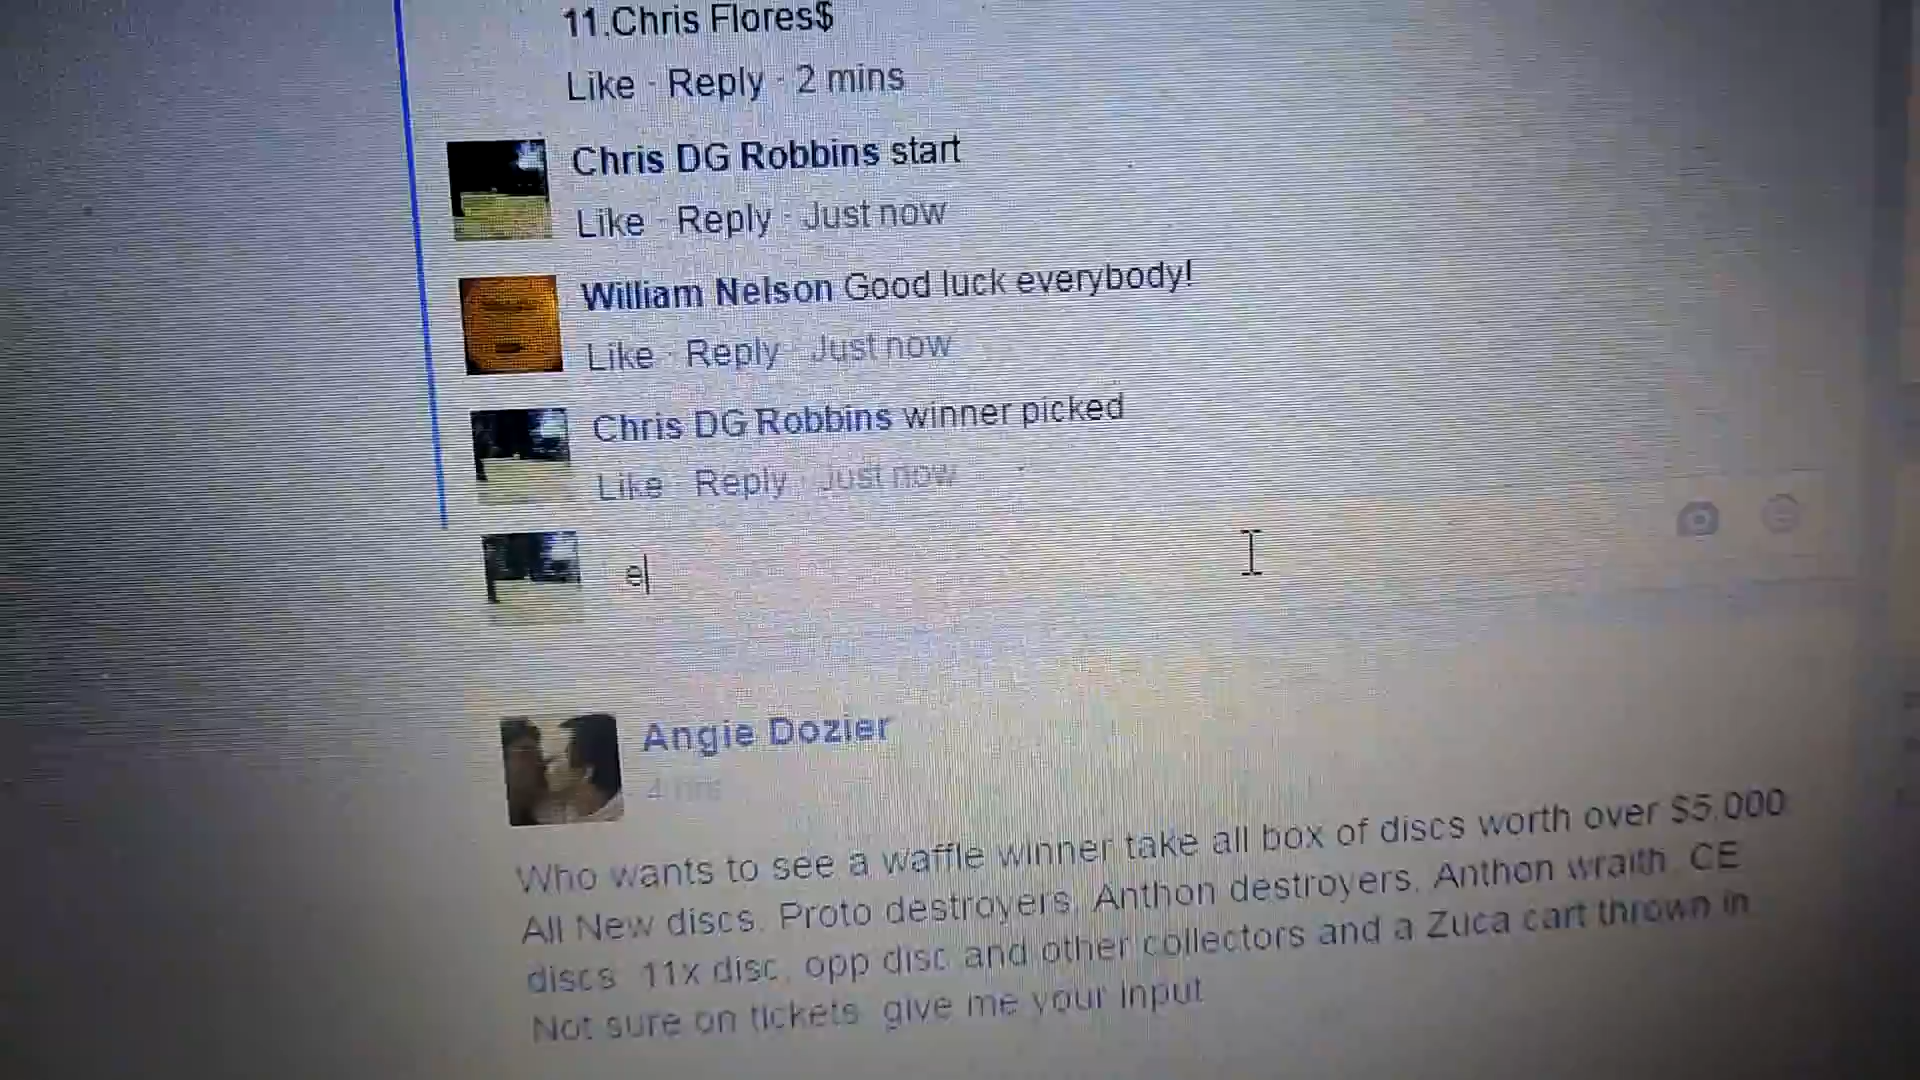 11.Chris Flores$
Like · Reply · 2 mins
Chris DG Robbins start
Like · Reply · Just now
William Nelson Good luck everybody!
Like · Reply · Just now
Chris DG Robbins winner picked
Like · Reply · Just now
e
Angie Dozier
4 hrs
Who wants to see a waffle winner take all box of discs worth over $5,000
All New discs. Proto destroyers, Anthon destroyers, Anthon wraith, CE
discs, 11x disc, opp disc and other collectors and a Zuca cart thrown in
Not sure on tickets, give me your input